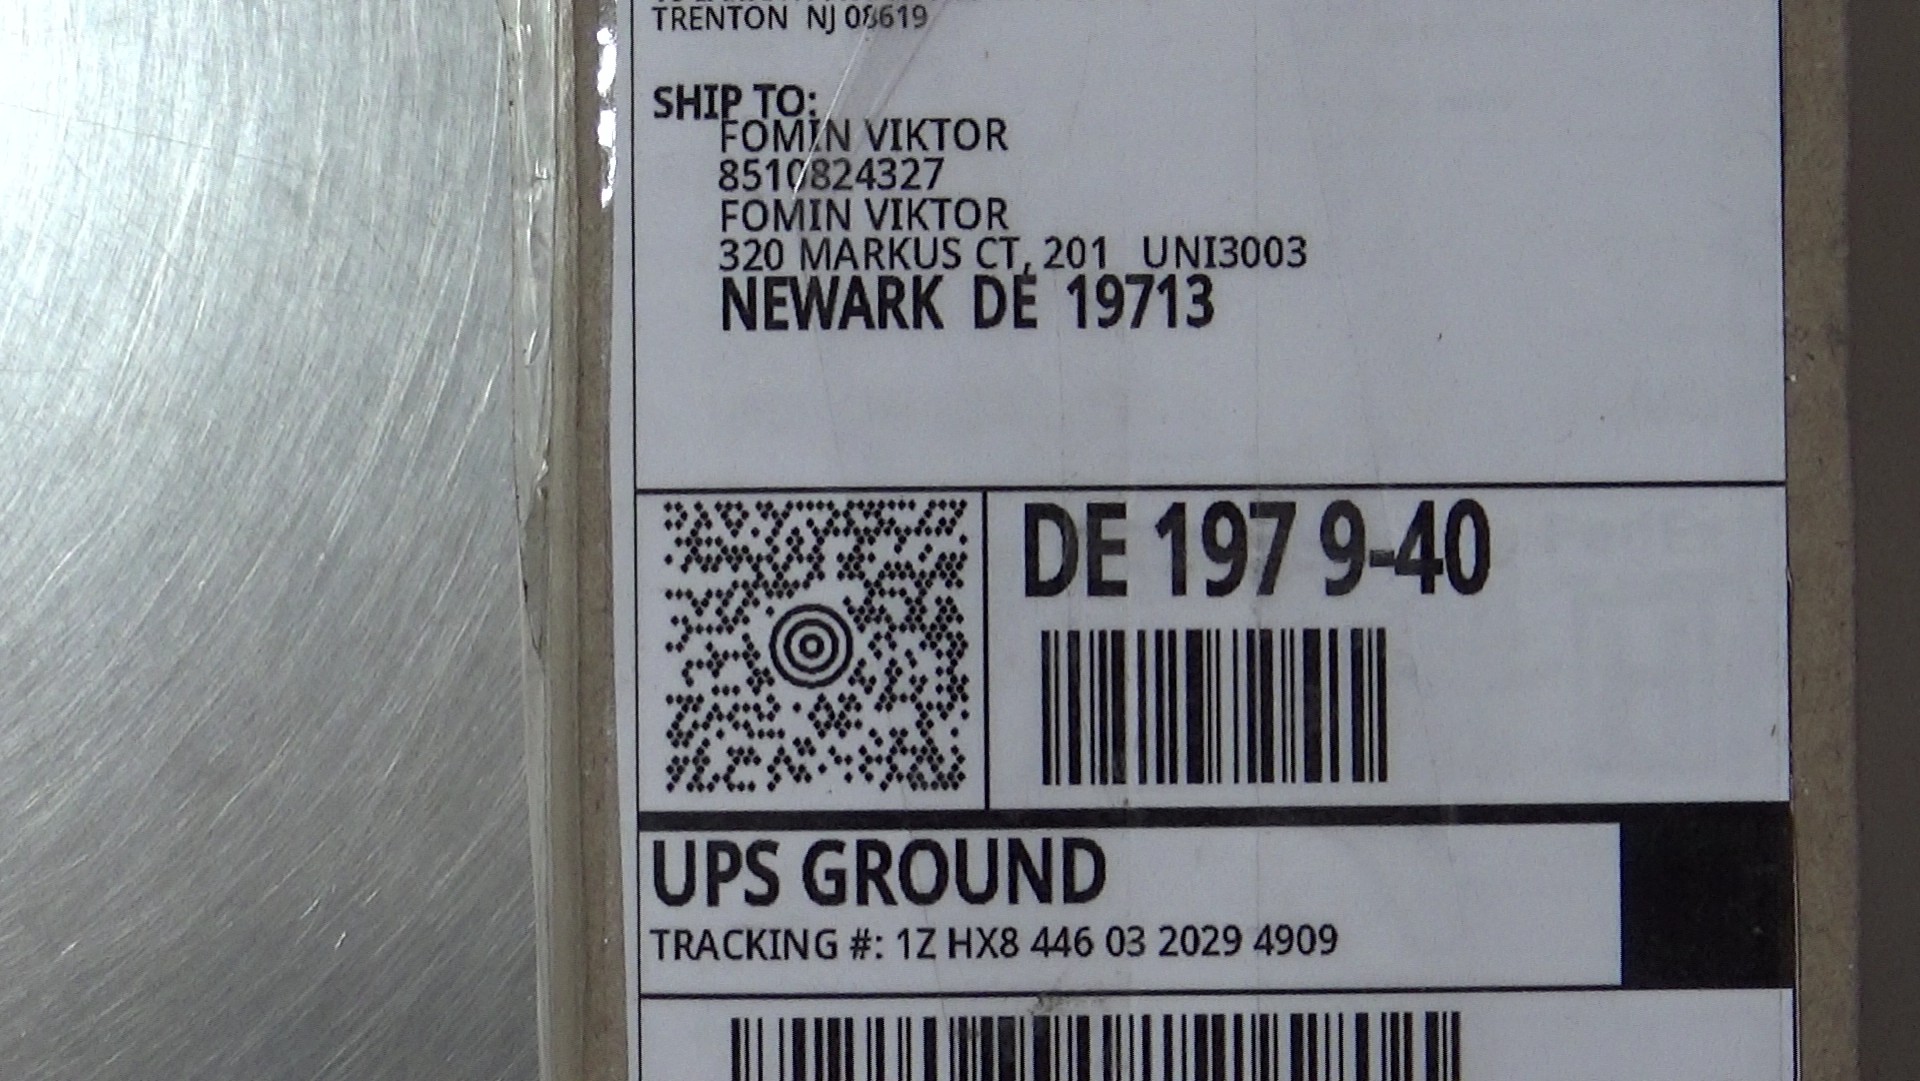 TRENTON NJ 08619
SHIP TO:
FOMIN VIKTOR
8510824327
FOMIN VIKTOR
320 MARKUS CT, 201 UNI3003
NEWARK DE 19713
DE 197 9-40
UPS GROUND
TRACKING #: 1Z HX8 446 03 2029 4909